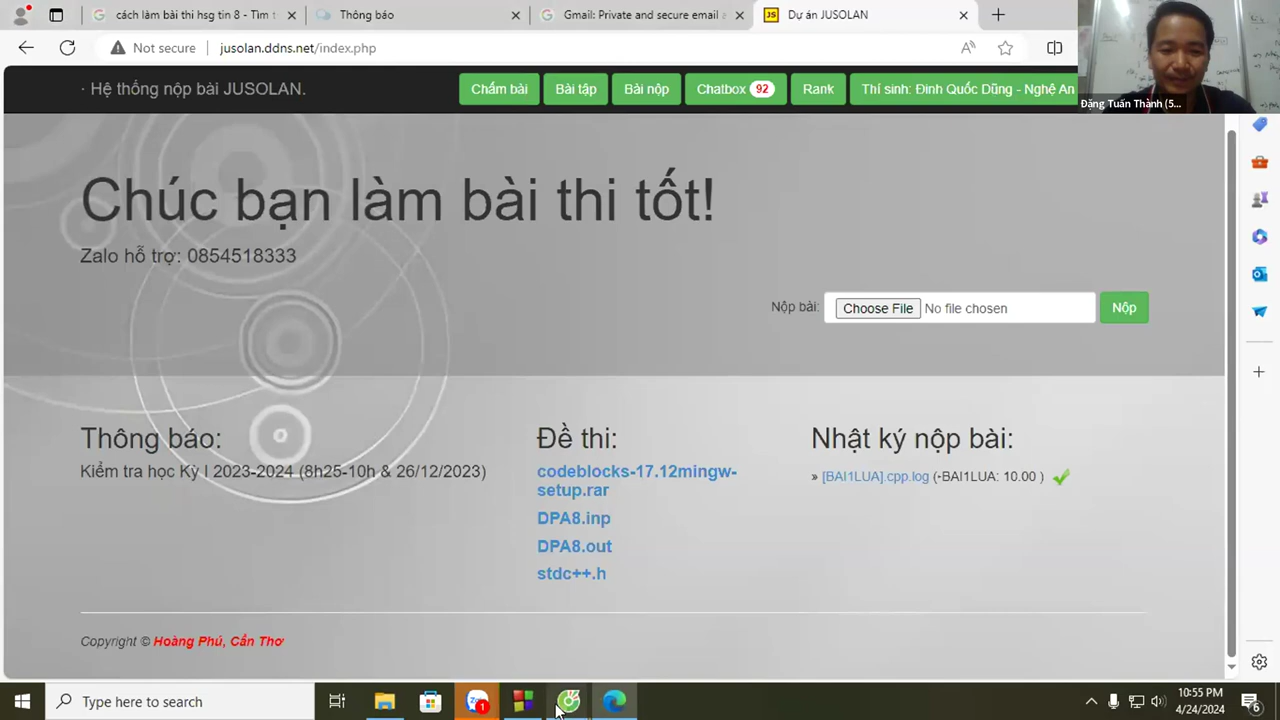 cách làm bài thi hsg tin 8 - Tìm t
Thông báo
Gmail: Private and secure email a
JS
Dự án JUSOLAN
Not secure
jusolan.ddns.net/index.php
Đặng Tuấn Thành (5...
· Hệ thống nộp bài JUSOLAN.
Chấm bài
Bài tập
Bài nộp
Chatbox 92
Rank
Thí sinh: Đinh Quốc Dũng - Nghệ An
Chúc bạn làm bài thi tốt!
Zalo hỗ trợ: 0854518333
Nộp bài:
Choose File
No file chosen
Nộp
Thông báo:
Kiểm tra học Kỳ I 2023-2024 (8h25-10h & 26/12/2023)
Đề thi:
codeblocks-17.12mingw-
setup.rar
DPA8.inp
DPA8.out
stdc++.h
Nhật ký nộp bài:
» [BAI1LUA].cpp.log (-BAI1LUA: 10.00 )
Copyright © Hoàng Phú, Cần Thơ
Type here to search
1
10:55 PM
4/24/2024
6